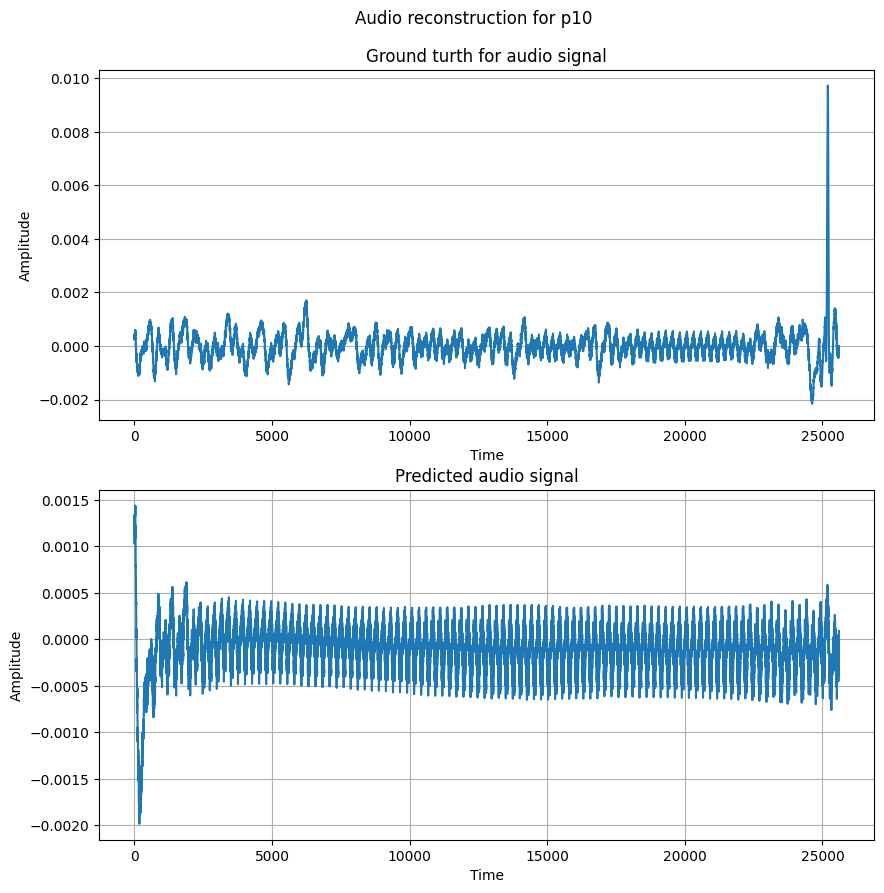 Audio reconstruction for p10
Ground turth for audio signal
0.010
0.008
0.006
0.004
0.002
0.000
−0.002
Amplitude
0 5000 10000 15000 20000 25000
Time
Predicted audio signal
0.0015
0.0010
0.0005
0.0000
−0.0005
−0.0010
−0.0015
−0.0020
Amplitude
0 5000 10000 15000 20000 25000
Time